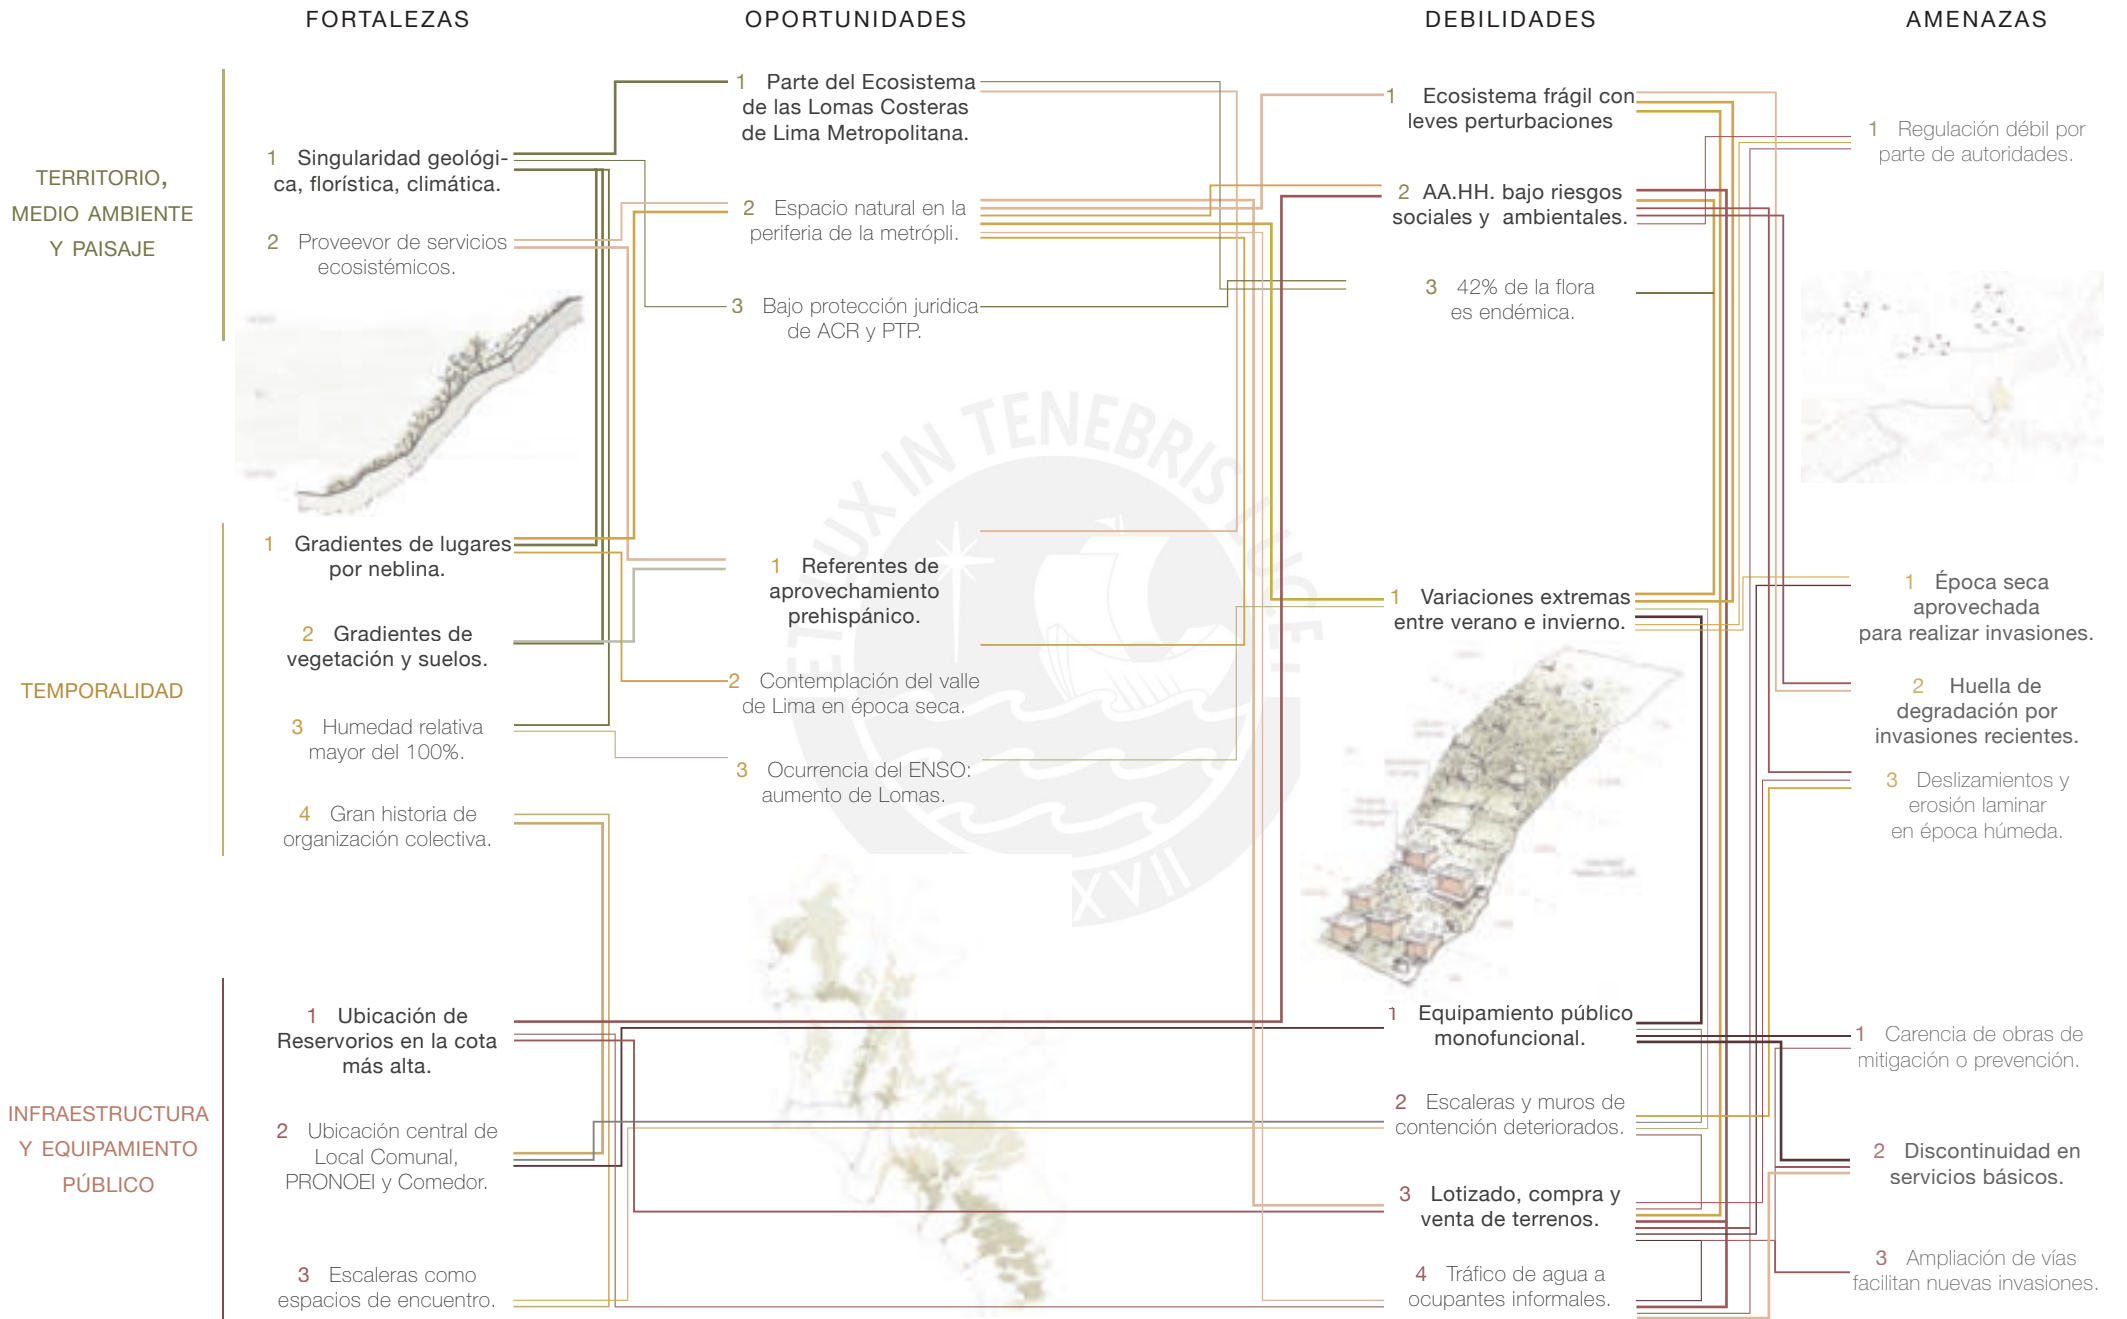 FORTALEZAS
OPORTUNIDADES
DEBILIDADES
AMENAZAS
TERRITORIO,
MEDIO AMBIENTE
Y PAISAJE
1 Singularidad geológi-
ca, florística, climática.
2 Proveevor de servicios
ecosistémicos.
1 Parte del Ecosistema
de las Lomas Costeras
de Lima Metropolitana.
2 Espacio natural en la
periferia de la metrópli.
3 Bajo protección juridica
de ACR y PTP.
1 Ecosistema frágil con
leves perturbaciones
2 AA.HH. bajo riesgos
sociales y ambientales.
3 42% de la flora
es endémica.
1 Regulación débil por
parte de autoridades.
TEMPORALIDAD
1 Gradientes de lugares
por neblina.
2 Gradientes de
vegetación y suelos.
3 Humedad relativa
mayor del 100%.
4 Gran historia de
organización colectiva.
1 Referentes de
aprovechamiento
prehispánico.
2 Contemplación del valle
de Lima en época seca.
3 Ocurrencia del ENSO:
aumento de Lomas.
1 Variaciones extremas
entre verano e invierno.
1 Época seca
aprovechada
para realizar invasiones.
2 Huella de
degradación por
invasiones recientes.
3 Deslizamientos y
erosión laminar
en época húmeda.
INFRAESTRUCTURA
Y EQUIPAMIENTO
PÚBLICO
1 Ubicación de
Reservorios en la cota
más alta.
2 Ubicación central de
Local Comunal,
PRONOEI y Comedor.
3 Escaleras como
espacios de encuentro.
1 Equipamiento público
monofuncional.
2 Escaleras y muros de
contención deteriorados.
3 Lotizado, compra y
venta de terrenos.
4 Tráfico de agua a
ocupantes informales.
1 Carencia de obras de
mitigación o prevención.
2 Discontinuidad en
servicios básicos.
3 Ampliación de vías
facilitan nuevas invasiones.
ET LUX IN TENEBRIS LUCET
XVII